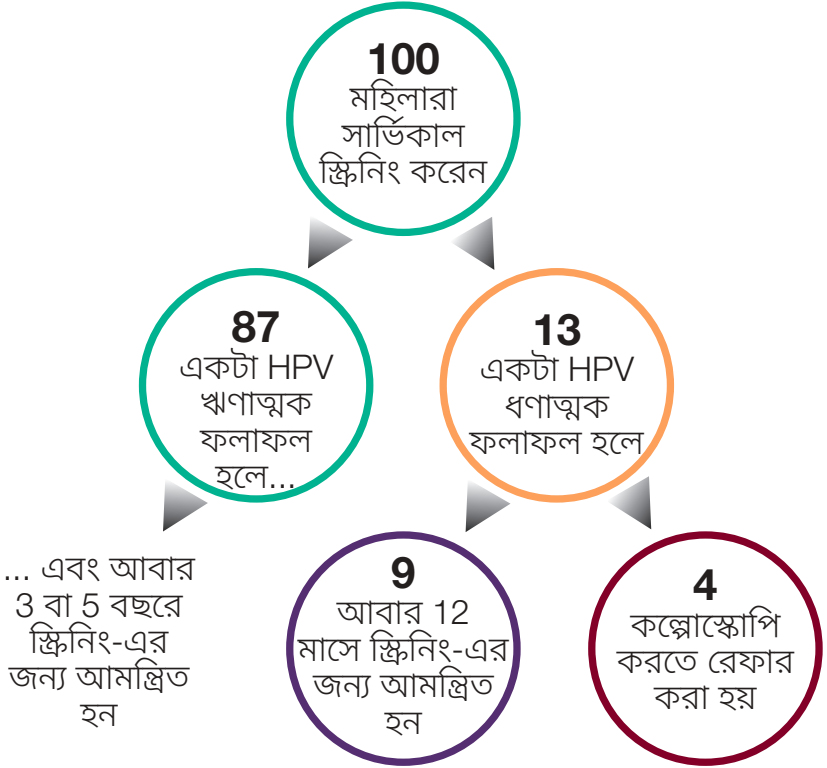 100
মহিলারা
সার্ভিকাল
স্ক্রিনিং করেন
87
একটা HPV
ঋণাত্মক
ফলাফল
হলে...
13
একটা HPV
ধণাত্মক
ফলাফল হলে
... এবং আবার
3 বা 5 বছরে
স্ক্রিনিং-এর
জন্য আমন্ত্রিত
হন
9
আবার 12
মাসে স্ক্রিনিং-এর
জন্য আমন্ত্রিত
হন
4
কল্পোস্কোপি
করতে রেফার
করা হয়